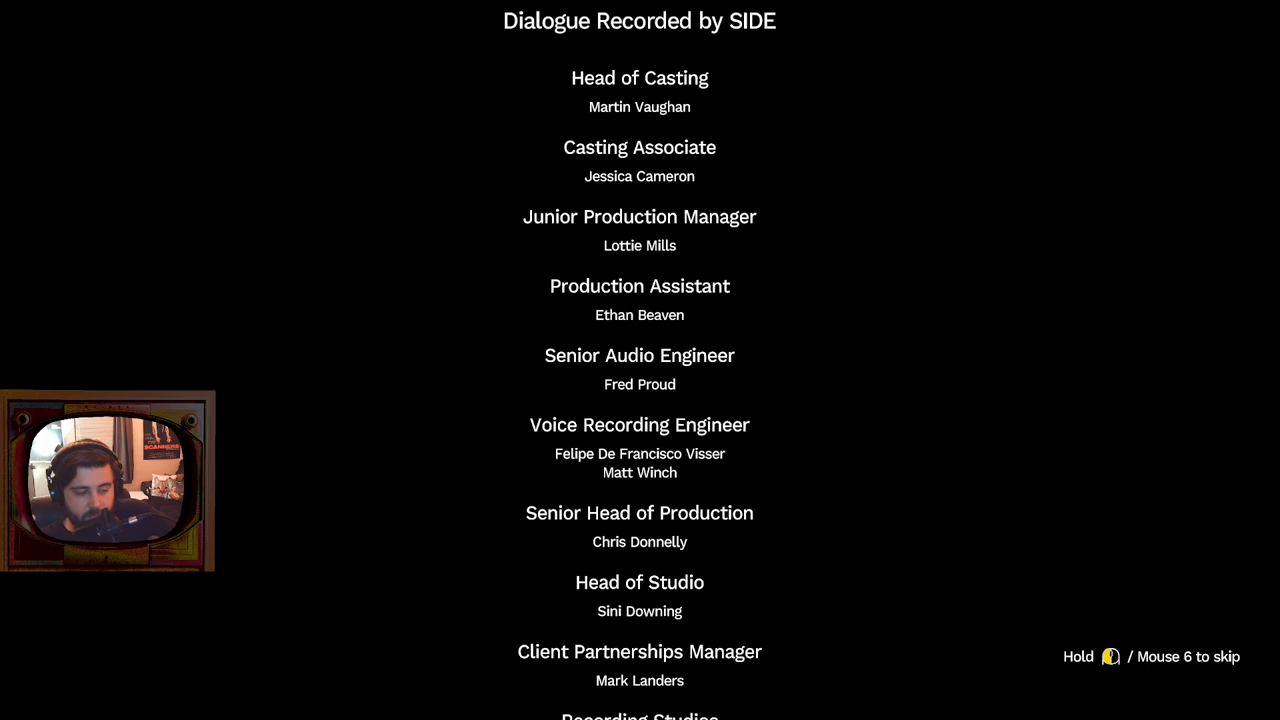 Dialogue Recorded by SIDE
Head of Casting
Martin Vaughan
Casting Associate
Jessica Cameron
Junior Production Manager
Lottie Mills
Production Assistant
Ethan Beaven
Senior Audio Engineer
Fred Proud
Voice Recording Engineer
Felipe De Francisco Visser
Matt Winch
SCANNERS
Senior Head of Production
Chris Donnelly
Head of Studio
Sini Downing
Client Partnerships Manager
Hold / Mouse 6 to skip
Mark Landers
Recording Studios